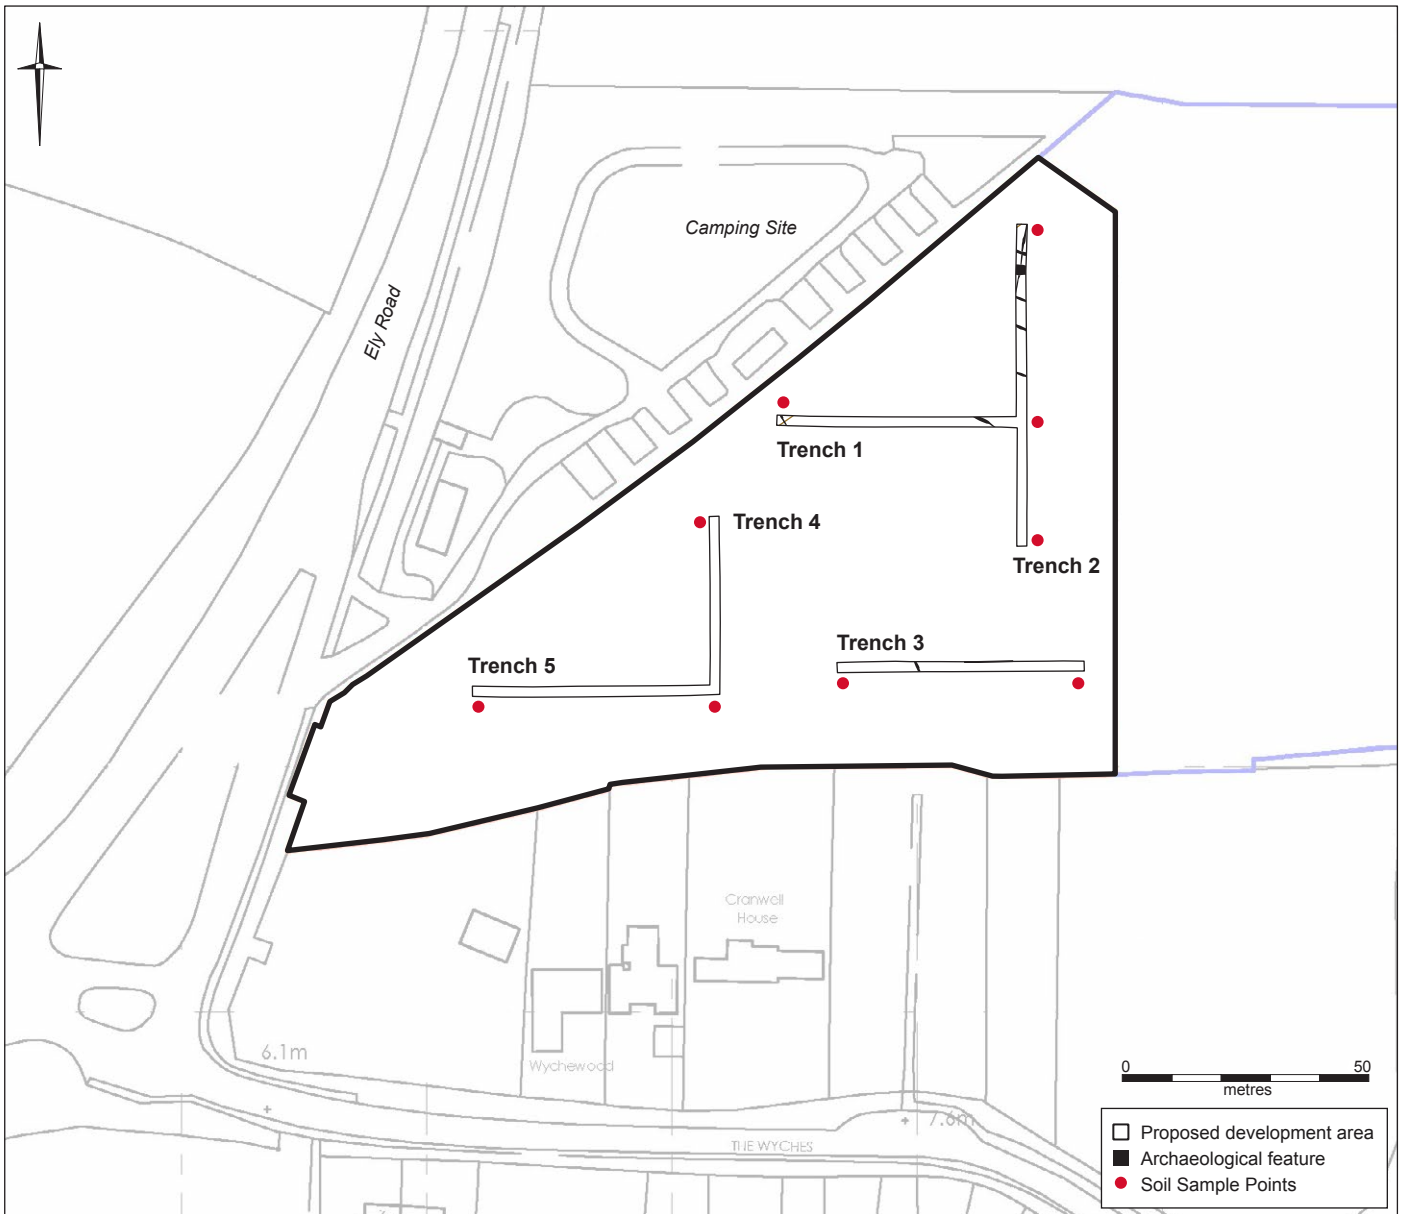 Camping Site
Ely Road
Trench 1
Trench 4
Trench 2
Trench 3
Trench 5
Cranwell
House
6.1m
Wychewood
7.6m
THE WYCHES
0 50
metres
Proposed development area
Archaeological feature
Soil Sample Points